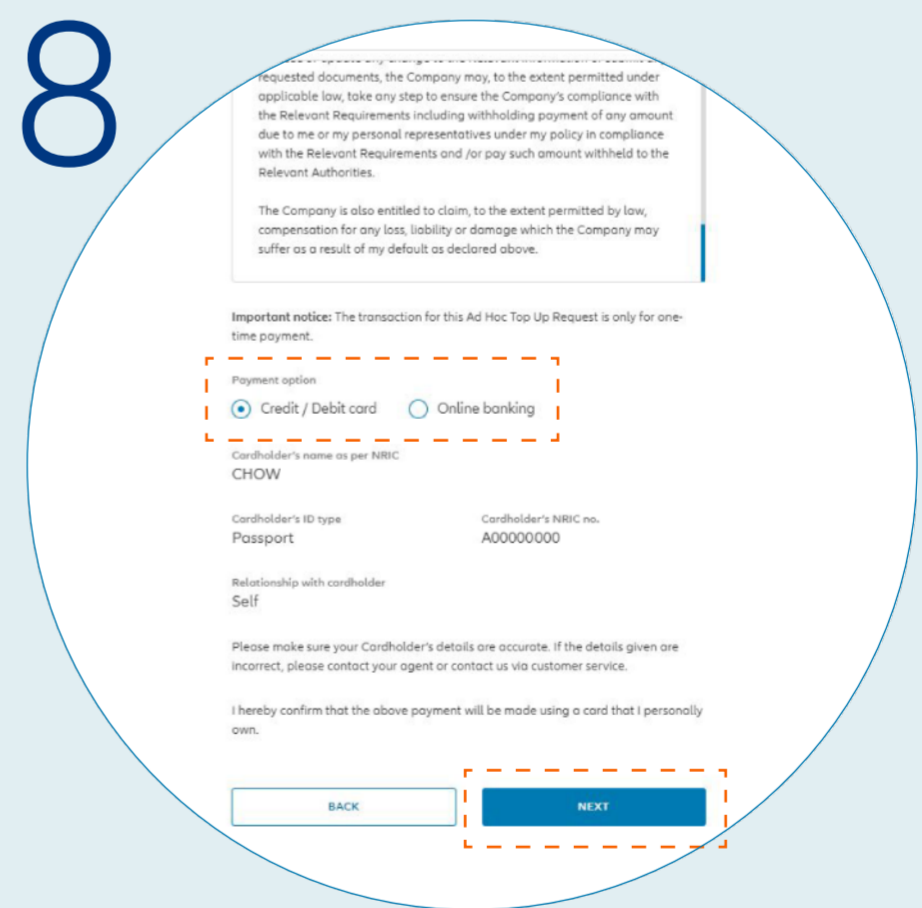 8
requested documents, the Company may, to the extent permitted under
applicable law, take any step to ensure the Company's compliance with
the Relevant Requirements including withholding payment of any amount
due to me or my personal representatives under my policy in compliance
with the Relevant Requirements and /or pay such amount withheld to the
Relevant Authorities.
The Company is also entitled to claim, to the extent permitted by law,
compensation for any loss, liability or damage which the Company may
suffer as a result of my default as declared above.
Important notice: The transaction for this Ad Hoc Top Up Request is only for one-
time payment.
Payment option
Credit / Debit card Online banking
Cardholder's name as per NRIC
CHOW
Cardholder's ID type Cardholder's NRIC no.
Passport A00000000
Relationship with cardholder
Self
Please make sure your Cardholder's details are accurate. If the details given are
incorrect, please contact your agent or contact us via customer service.
I hereby confirm that the above payment will be made using a card that I personally
own.
BACK NEXT